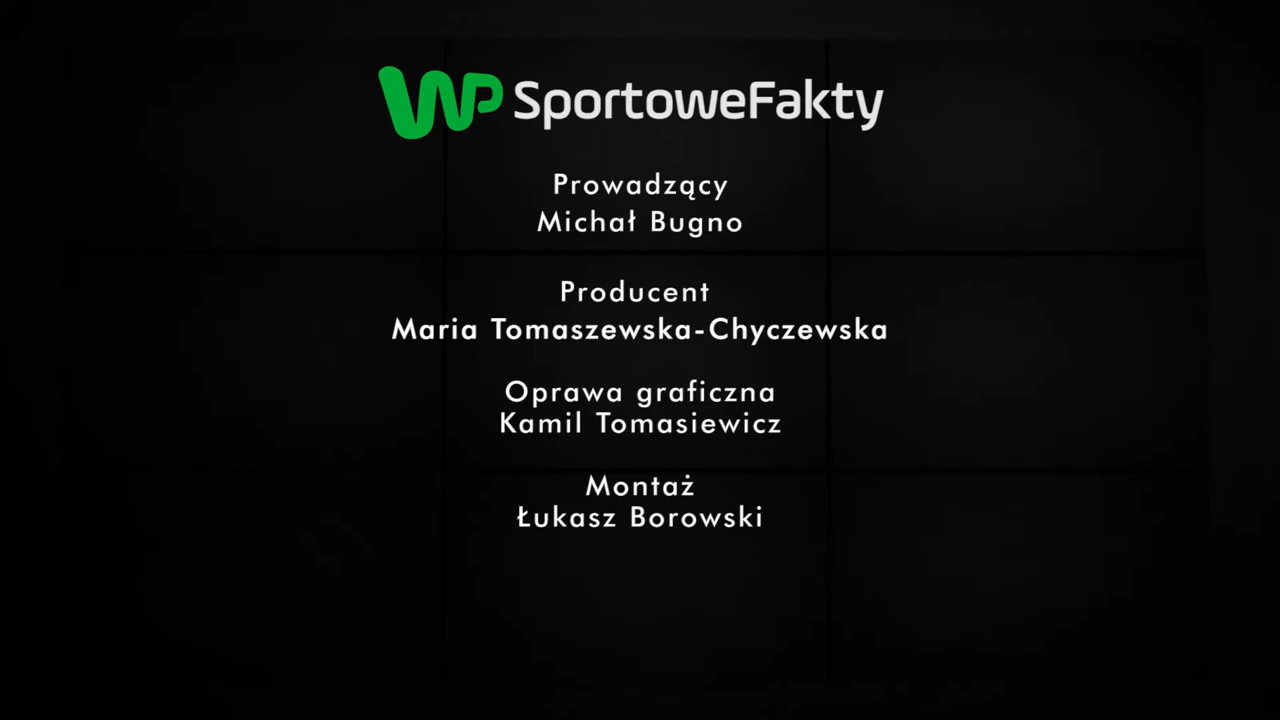 WP SportoweFakty
Prowadzący
Michał Bugno
Producent
Maria Tomaszewska-Chyczewska
Oprawa graficzna
Kamil Tomasiewicz
Montaż
Łukasz Borowski